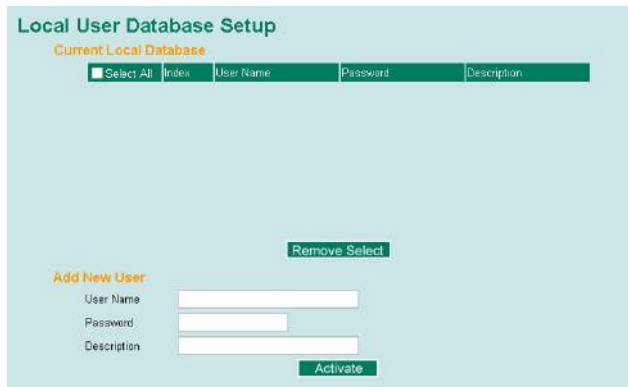 Local User Database Setup
Current Local Database
Select All Index User Name Password Description
Remove Select
Add New User
User Name
Password
Description
Activate